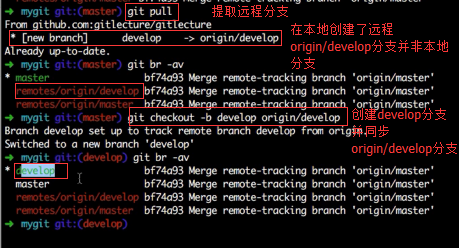 mygit git:(master) git pull 提取远程分支
From github.com:gitlecture/gitlecture
* [new branch] develop -> origin/develop
在本地创建了远程
origin/develop分支并非本地
分支
Already up-to-date.
mygit git:(master) git br -av
* master bf74a93 Merge remote-tracking branch 'origin/master'
remotes/origin/develop bf74a93 Merge remote-tracking branch 'origin/master'
remotes/origin/master bf74a93 Merge remote-tracking branch 'origin/master'
mygit git:(master) git checkout -b develop origin/develop
创建develop分支
并同步
origin/develop分支
Branch develop set up to track remote branch develop from origin.
Switched to a new branch 'develop'
mygit git:(develop) git br -av
* develop bf74a93 Merge remote-tracking branch 'origin/master'
master bf74a93 Merge remote-tracking branch 'origin/master'
remotes/origin/develop bf74a93 Merge remote-tracking branch 'origin/master'
remotes/origin/master bf74a93 Merge remote-tracking branch 'origin/master'
mygit git:(develop)